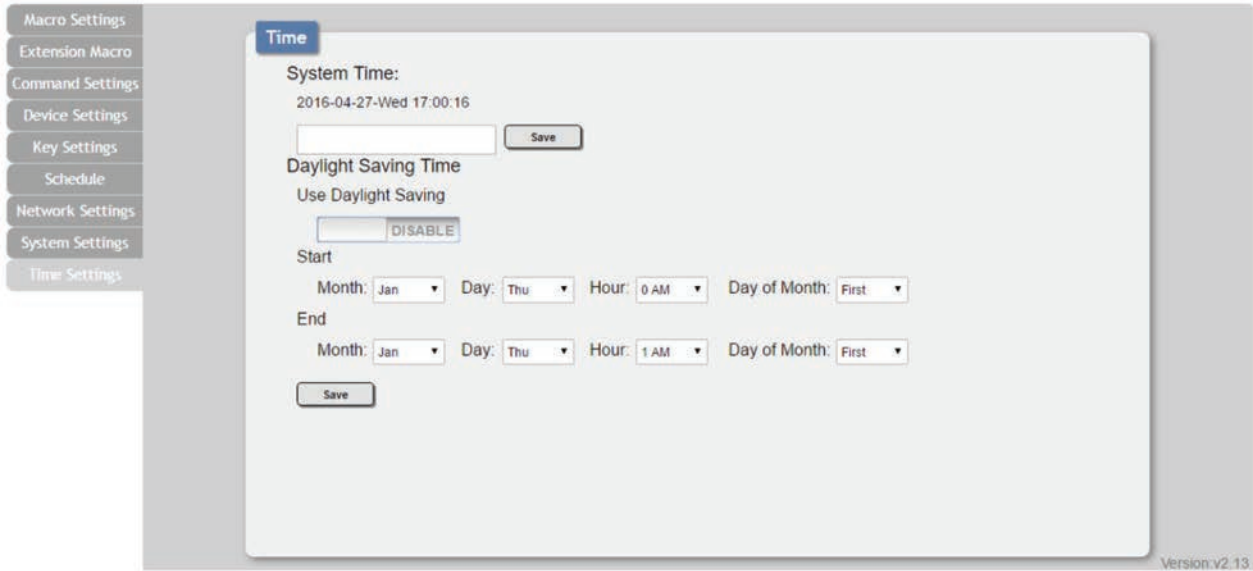 Macro Settings
Extension Macro
Command Settings
Device Settings
Key Settings
Schedule
Network Settings
System Settings
Time Settings
Time
System Time:
2016-04-27-Wed 17:00:16
Save
Daylight Saving Time
Use Daylight Saving
DISABLE
Start
Month: Jan Day: Thu Hour: 0 AM Day of Month: First
End
Month: Jan Day: Thu Hour: 1 AM Day of Month: First
Save
Version:v2.13